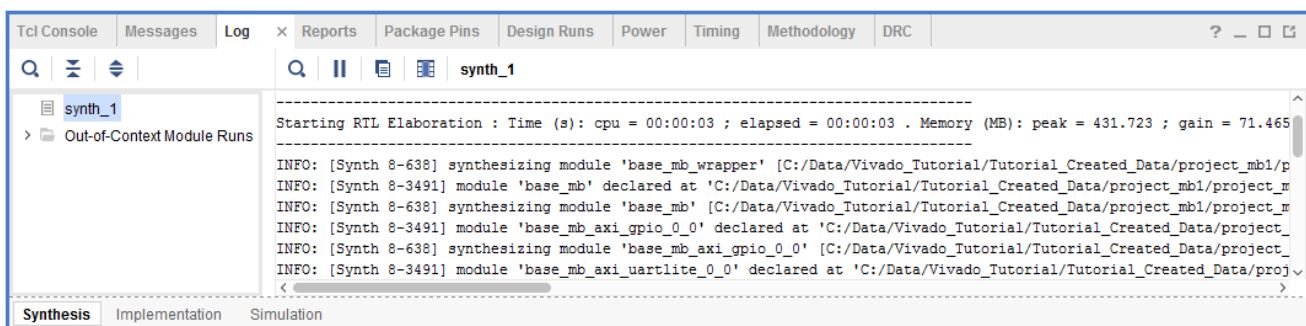 Tcl Console Messages Log × Reports Package Pins Design Runs Power Timing Methodology DRC ?
synth_1
synth_1
Out-of-Context Module Runs
--------------------------------------------------------------------------------
Starting RTL Elaboration : Time (s): cpu = 00:00:03 ; elapsed = 00:00:03 . Memory (MB): peak = 431.723 ; gain = 71.465
--------------------------------------------------------------------------------
INFO: [Synth 8-638] synthesizing module 'base_mb_wrapper' [C:/Data/Vivado_Tutorial/Tutorial_Created_Data/project_mb1/p
INFO: [Synth 8-3491] module 'base_mb' declared at 'C:/Data/Vivado_Tutorial/Tutorial_Created_Data/project_mb1/project_m
INFO: [Synth 8-638] synthesizing module 'base_mb' [C:/Data/Vivado_Tutorial/Tutorial_Created_Data/project_mb1/project_m
INFO: [Synth 8-3491] module 'base_mb_axi_gpio_0_0' declared at 'C:/Data/Vivado_Tutorial/Tutorial_Created_Data/project_
INFO: [Synth 8-638] synthesizing module 'base_mb_axi_gpio_0_0' [C:/Data/Vivado_Tutorial/Tutorial_Created_Data/project_
INFO: [Synth 8-3491] module 'base_mb_axi_uartlite_0_0' declared at 'C:/Data/Vivado_Tutorial/Tutorial_Created_Data/proj
Synthesis Implementation Simulation